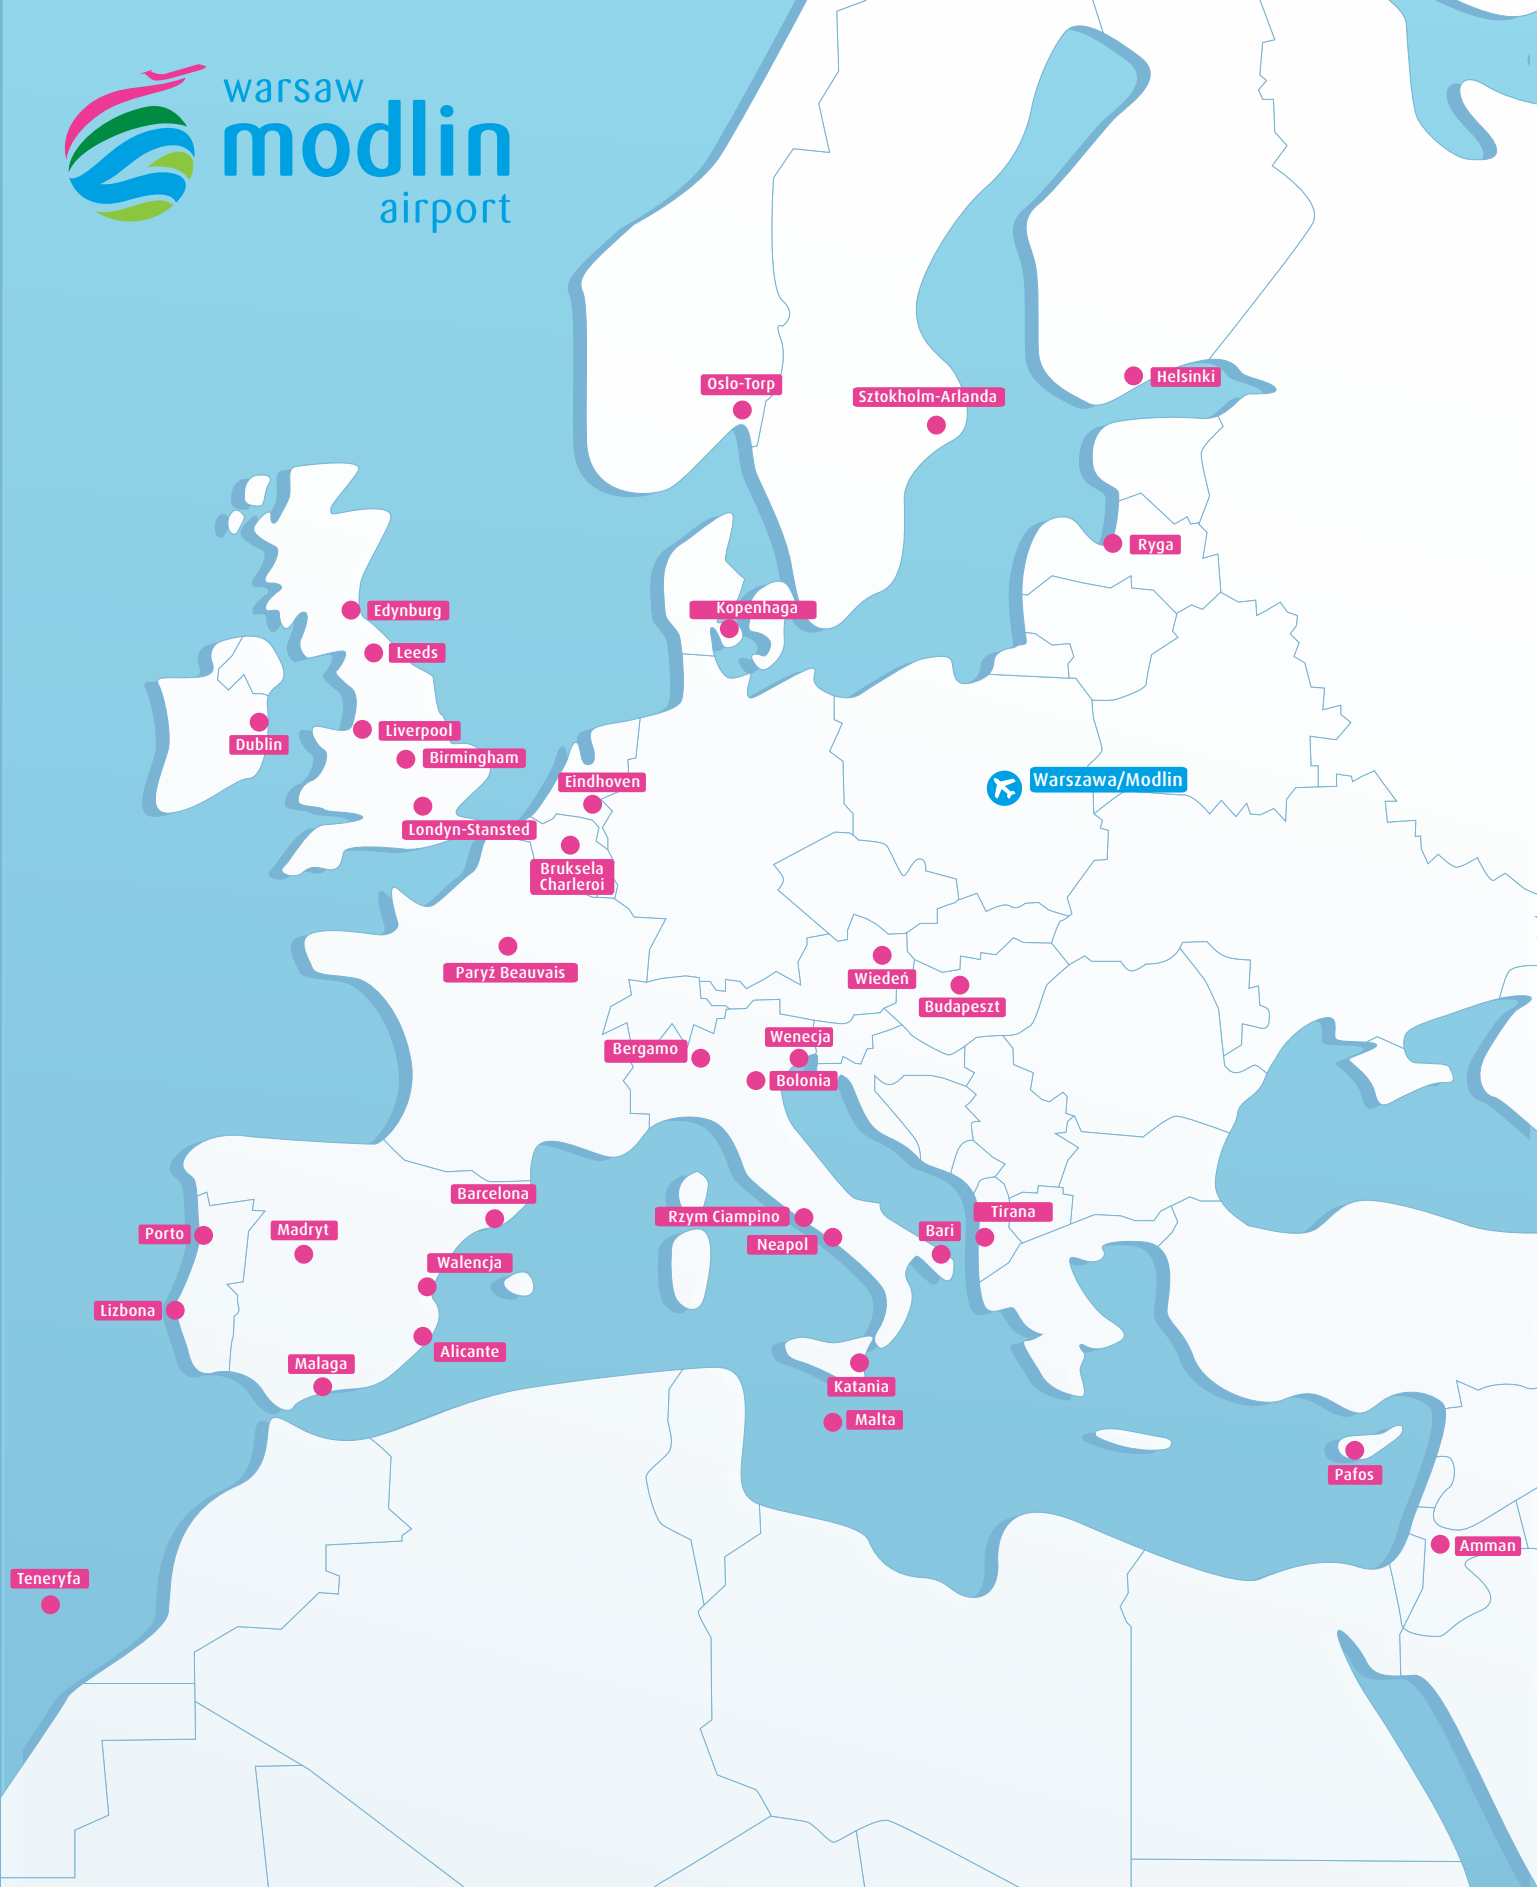 warsaw
modlin
airport
Oslo-Torp
Sztokholm-Arlanda
Helsinki
Ryga
Edynburg
Kopenhaga
Leeds
Dublin
Liverpool
Birmingham
Eindhoven
Warszawa/Modlin
Londyn-Stansted
Bruksela
Charleroi
Paryż Beauvais
Wiedeń
Budapeszt
Wenecja
Bergamo
Bolonia
Barcelona
Rzym Ciampino
Tirana
Porto
Madryt
Neapol
Bari
Walencja
Lizbona
Alicante
Malaga
Katania
Malta
Pafos
Amman
Teneryfa